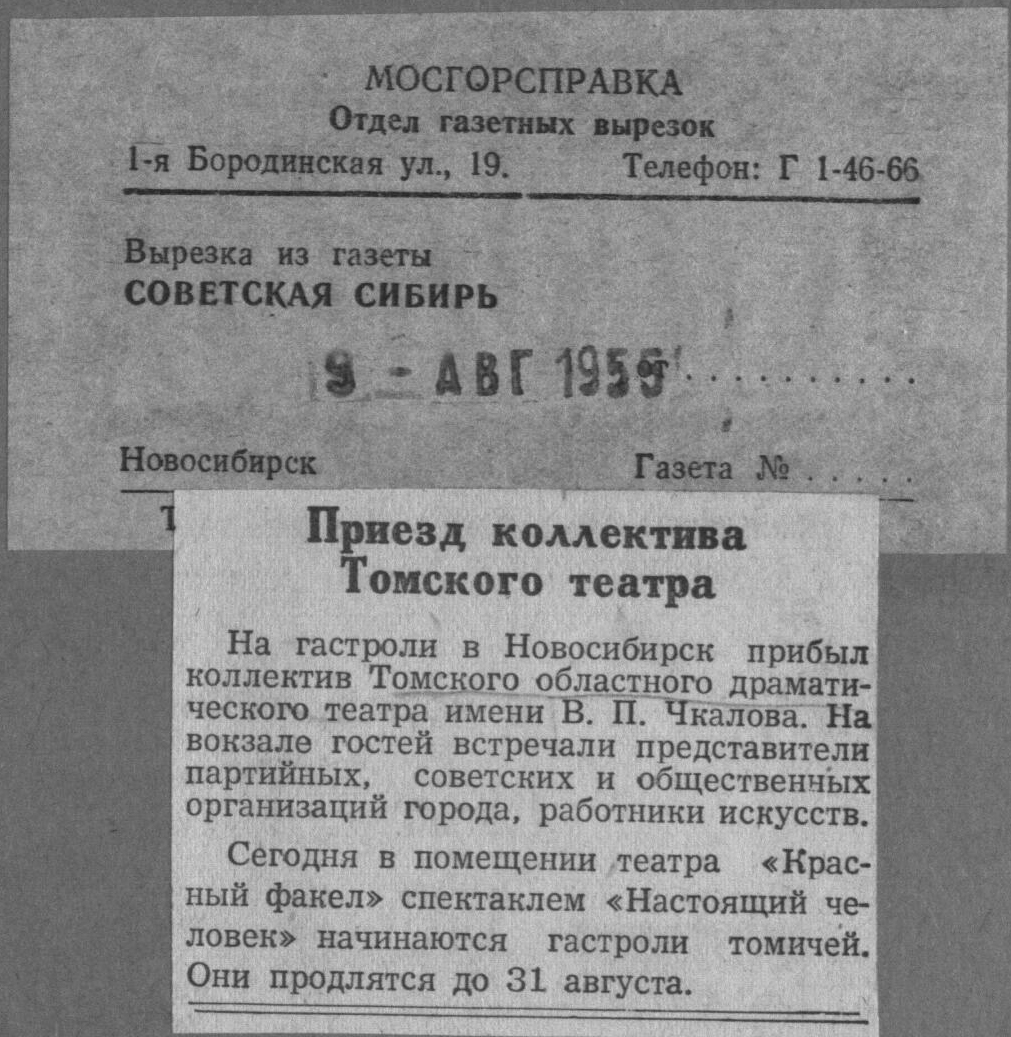 МОСГОРСПРАВКА
Отдел газетных вырезок
1-я Бородинская ул., 19. Телефон: Г 1-46-66
Вырезка из газеты
СОВЕТСКАЯ СИБИРЬ
- АВГ 195 от . . . . . . . . . .
Новосибирск Газета № . . . . .
Т
Приезд коллектива
Томского театра
На гастроли в Новосибирск прибыл
коллектив Томского областного драмати-
ческого театра имени В. П. Чкалова. На
вокзале гостей встречали представители
партийных, советских и общественных
организаций города, работники искусств.
Сегодня в помещении театра «Крас-
ный факел» спектаклем «Настоящий че-
ловек» начинаются гастроли томичей.
Они продлятся до 31 августа.